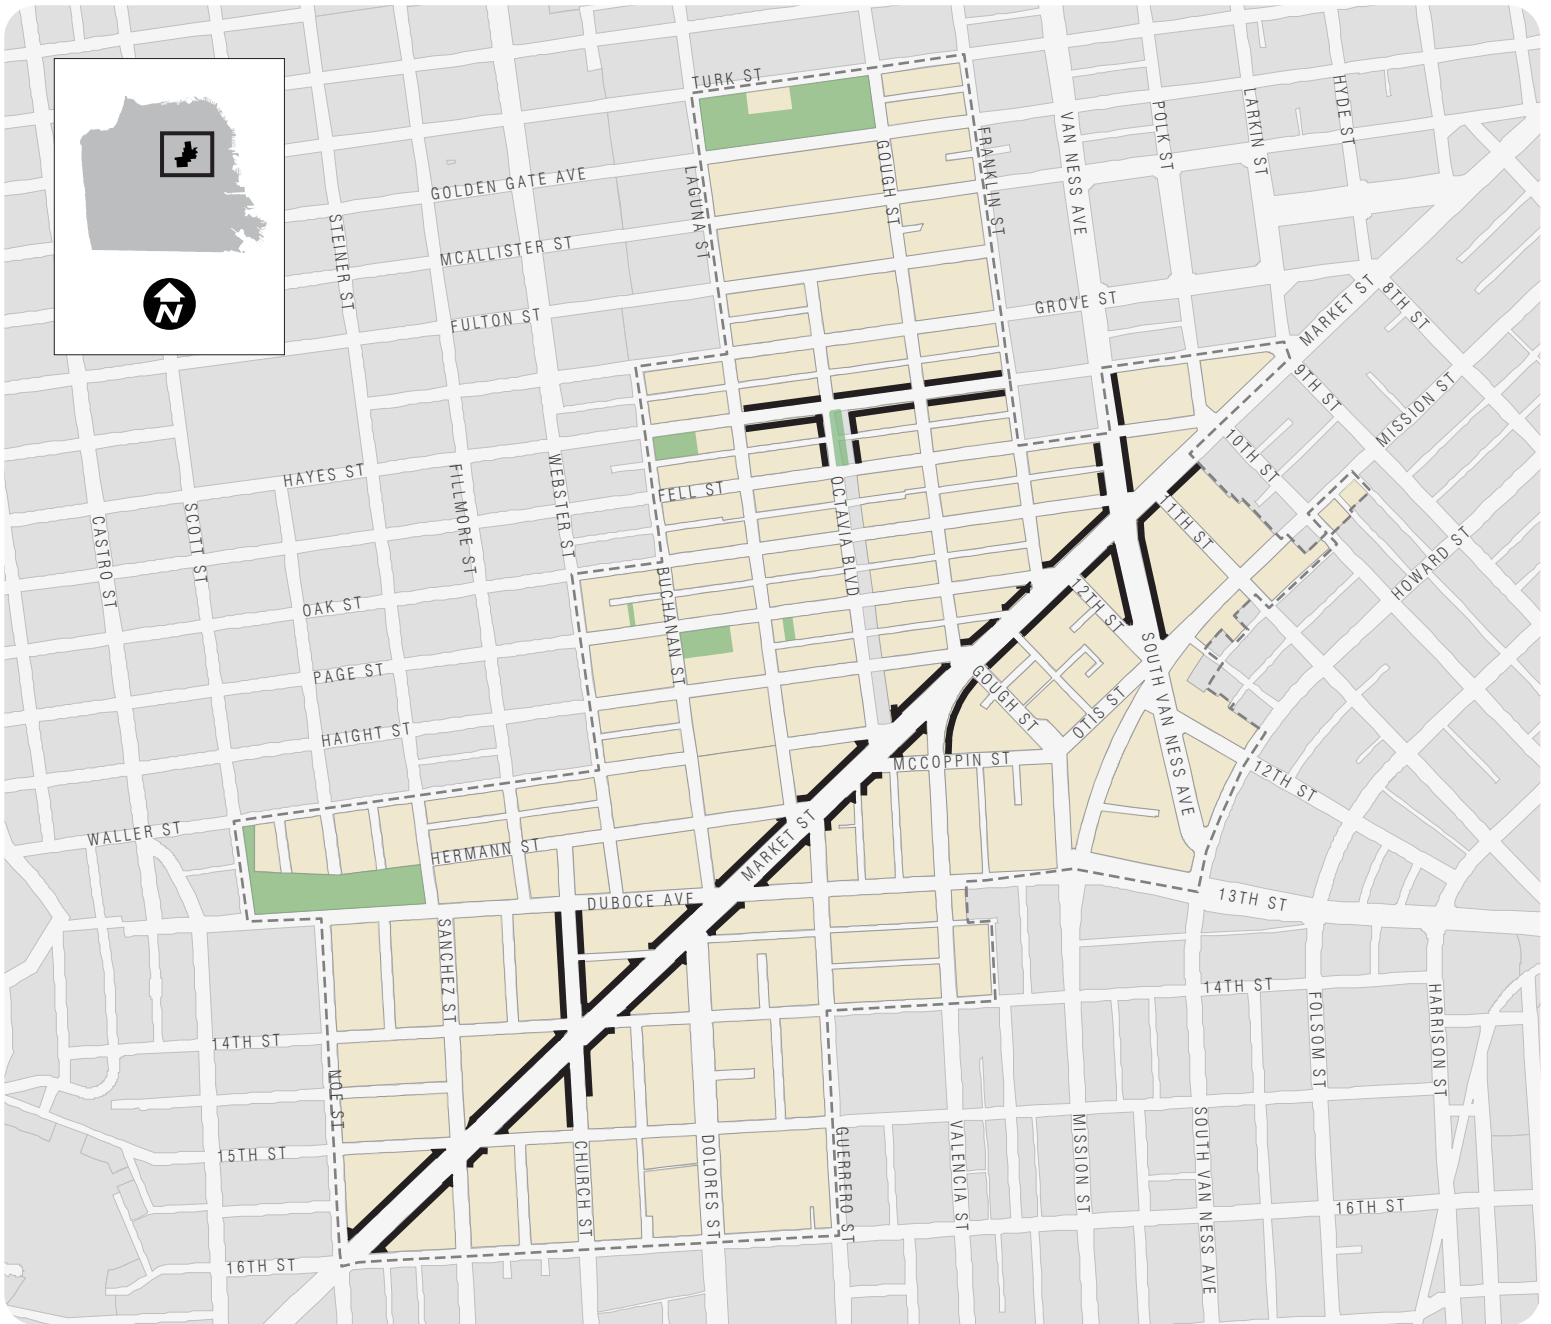 TURK ST
GOLDEN GATE AVE
MCALLISTER ST
FULTON ST
STEINER ST
LAGUNA ST
GOUGH ST
FRANKLIN ST
VAN NESS AVE
POLK ST
LARKIN ST
HYDE ST
GROVE ST
MARKET ST
8TH ST
9TH ST
MISSION ST
10TH ST
N
HAYES ST
FILLMORE ST
WEBSTER ST
FELL ST
OCTAVIA BLVD
11TH ST
HOWARD ST
CASTRO ST
SCOTT ST
OAK ST
BUCHANAN ST
12TH ST
PAGE ST
GOUGH ST
OTIS ST
SOUTH VAN NESS AVE
HAIGHT ST
MCCOPPIN ST
12TH ST
WALLER ST
HERMANN ST
MARKET ST
DUBOCE AVE
13TH ST
SANCHEZ ST
14TH ST
FOLSOM ST
HARRISON ST
14TH ST
NOE ST
15TH ST
CHURCH ST
DOLORES ST
GUERRERO ST
VALENCIA ST
MISSION ST
SOUTH VAN NESS AVE
16TH ST
16TH ST